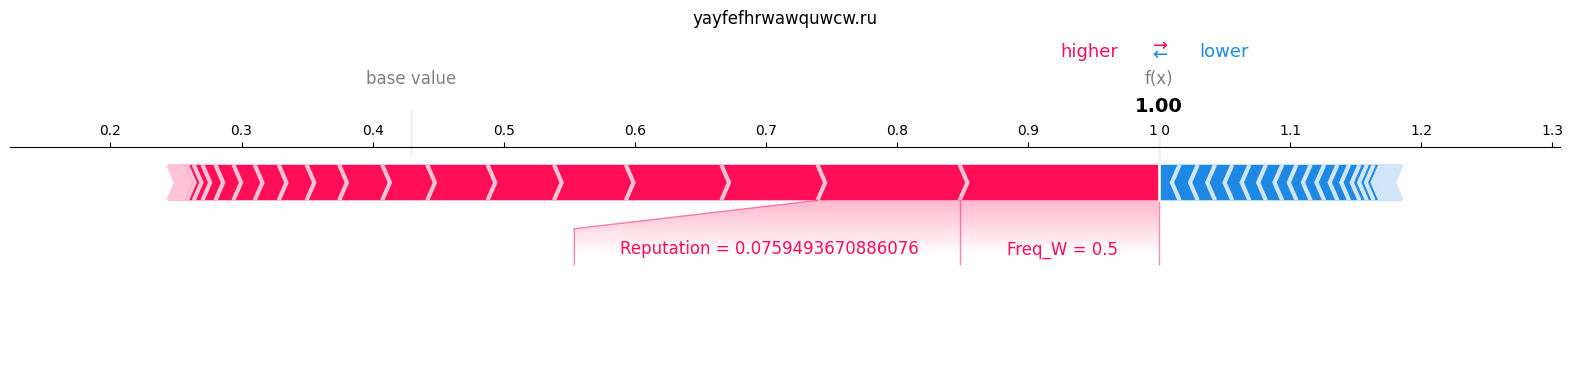 yayfefhrwawquwcw.ru
higher ⇄ lower
base value f(x)
1.00
0.2 0.3 0.4 0.5 0.6 0.7 0.8 0.9 1.0 1.1 1.2 1.3
Reputation = 0.0759493670886076 Freq_W = 0.5